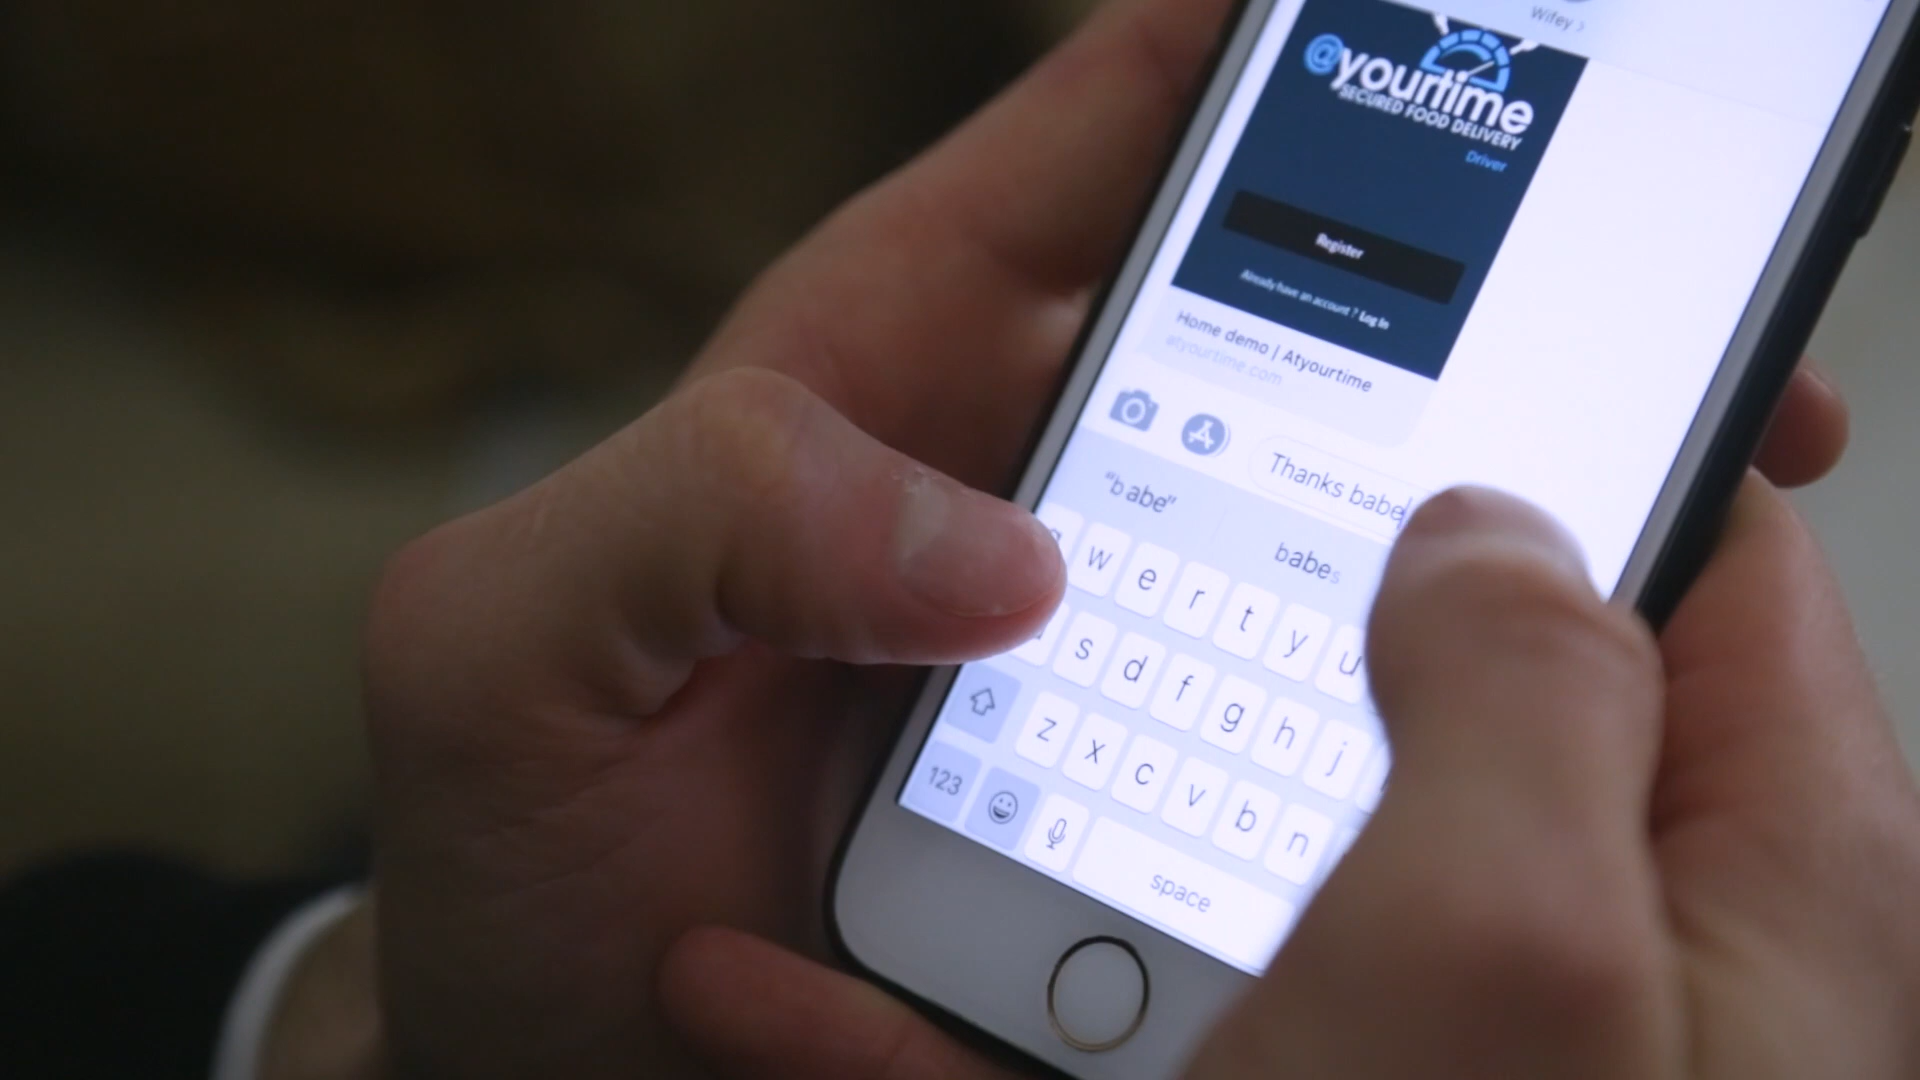 Wifey >
@yourtime
SECURED FOOD DELIVERY
Driver
Register
Already have an account ? Log In
Home demo | Atyourtime
atyourtime.com
Thanks babe
"babe"
babes
w e r t y u
s d f g h j
z x c v b n
123
space